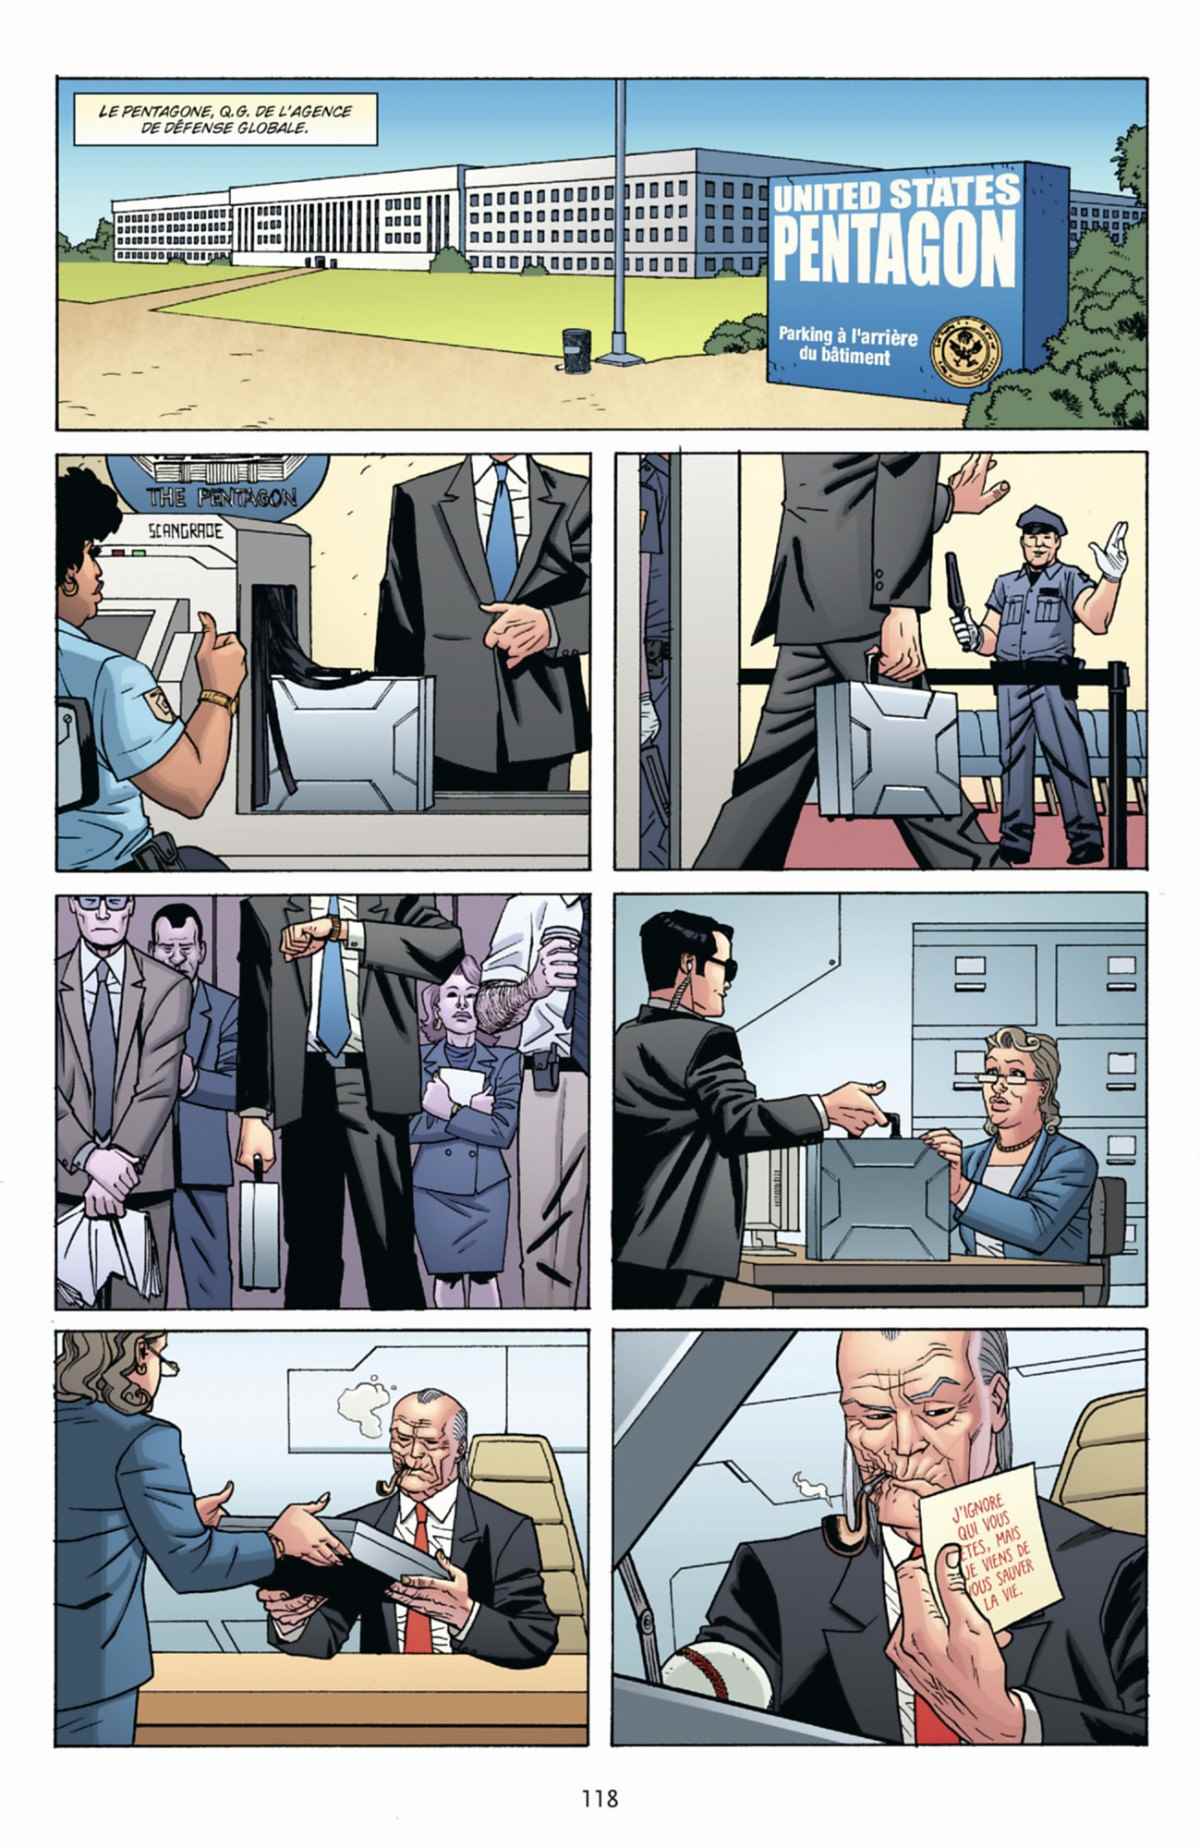 LE PENTAGONE, Q.G. DE L'AGENCE
DE DÉFENSE GLOBALE.
UNITED STATES
PENTAGON
Parking à l'arrière
du bâtiment
THE PENTAGON
SCANGRADE
J'IGNORE
QUI VOUS
ÊTES, MAIS
JE VIENS DE
VOUS SAUVER
LA VIE.
118